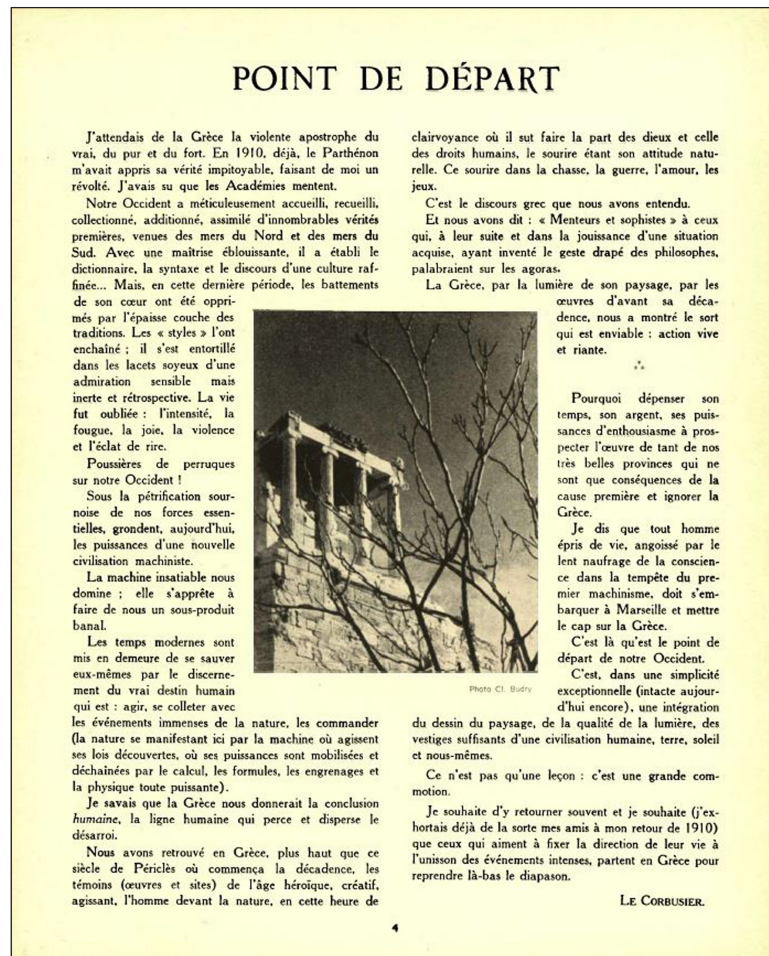 POINT DE DÉPART
J'attendais de la Grèce la violente apostrophe du
vrai, du pur et du fort. En 1910, déjà, le Parthénon
m'avait appris sa vérité impitoyable, faisant de moi un
révolté. J'avais su que les Académies mentent.
Notre Occident a méticuleusement accueilli, recueilli,
collectionné, additionné, assimilé d'innombrables vérités
premières, venues des mers du Nord et des mers du
Sud. Avec une maîtrise éblouissante, il a établi le
dictionnaire, la syntaxe et le discours d'une culture raf-
finée... Mais, en cette dernière période, les battements
de son cœur ont été oppri-
més par l'épaisse couche des
traditions. Les « styles » l'ont
enchaîné ; il s'est entortillé
dans les lacets soyeux d'une
admiration sensible mais
inerte et rétrospective. La vie
fut oubliée : l'intensité, la
fougue, la joie, la violence
et l'éclat de rire.
Poussières de perruques
sur notre Occident !
Sous la pétrification sour-
noise de nos forces essen-
tielles, grondent, aujourd'hui,
les puissances d'une nouvelle
civilisation machiniste.
La machine insatiable nous
domine ; elle s'apprête à
faire de nous un sous-produit
banal.
Les temps modernes sont
mis en demeure de se sauver
eux-mêmes par le discerne-
ment du vrai destin humain
qui est : agir, se colleter avec
les événements immenses de la nature, les commander
(la nature se manifestant ici par la machine où agissent
ses lois découvertes, où ses puissances sont mobilisées et
déchaînées par le calcul, les formules, les engrenages et
la physique toute puissante).
Je savais que la Grèce nous donnerait la conclusion
humaine, la ligne humaine qui perce et disperse le
désarroi.
Nous avons retrouvé en Grèce, plus haut que ce
siècle de Périclès où commença la décadence, les
témoins (œuvres et sites) de l'âge héroïque, créatif,
agissant, l'homme devant la nature, en cette heure de
clairvoyance où il sut faire la part des dieux et celle
des droits humains, le sourire étant son attitude natu-
relle. Ce sourire dans la chasse, la guerre, l'amour, les
jeux.
C'est le discours grec que nous avons entendu.
Et nous avons dit : « Menteurs et sophistes » à ceux
qui, à leur suite et dans la jouissance d'une situation
acquise, ayant inventé le geste drapé des philosophes,
palabraient sur les agoras.
La Grèce, par la lumière de son paysage, par les
œuvres d'avant sa déca-
dence, nous a montré le sort
qui est enviable : action vive
et riante.
⁂
Pourquoi dépenser son
temps, son argent, ses puis-
sances d'enthousiasme à pros-
pecter l'œuvre de tant de nos
très belles provinces qui ne
sont que conséquences de la
cause première et ignorer la
Grèce.
Je dis que tout homme
épris de vie, angoissé par le
lent naufrage de la conscien-
ce dans la tempête du pre-
mier machinisme, doit s'em-
barquer à Marseille et mettre
le cap sur la Grèce.
C'est là qu'est le point de
départ de notre Occident.
C'est, dans une simplicité
exceptionnelle (intacte aujour-
d'hui encore), une intégration
du dessin du paysage, de la qualité de la lumière, des
vestiges suffisants d'une civilisation humaine, terre, soleil
et nous-mêmes.
Ce n'est pas qu'une leçon : c'est une grande com-
motion.
Je souhaite d'y retourner souvent et je souhaite (j'ex-
hortais déjà de la sorte mes amis à mon retour de 1910)
que ceux qui aiment à fixer la direction de leur vie à
l'unisson des événements intenses, partent en Grèce pour
reprendre là-bas le diapason.
LE CORBUSIER.
Photo Cl. Budry
4